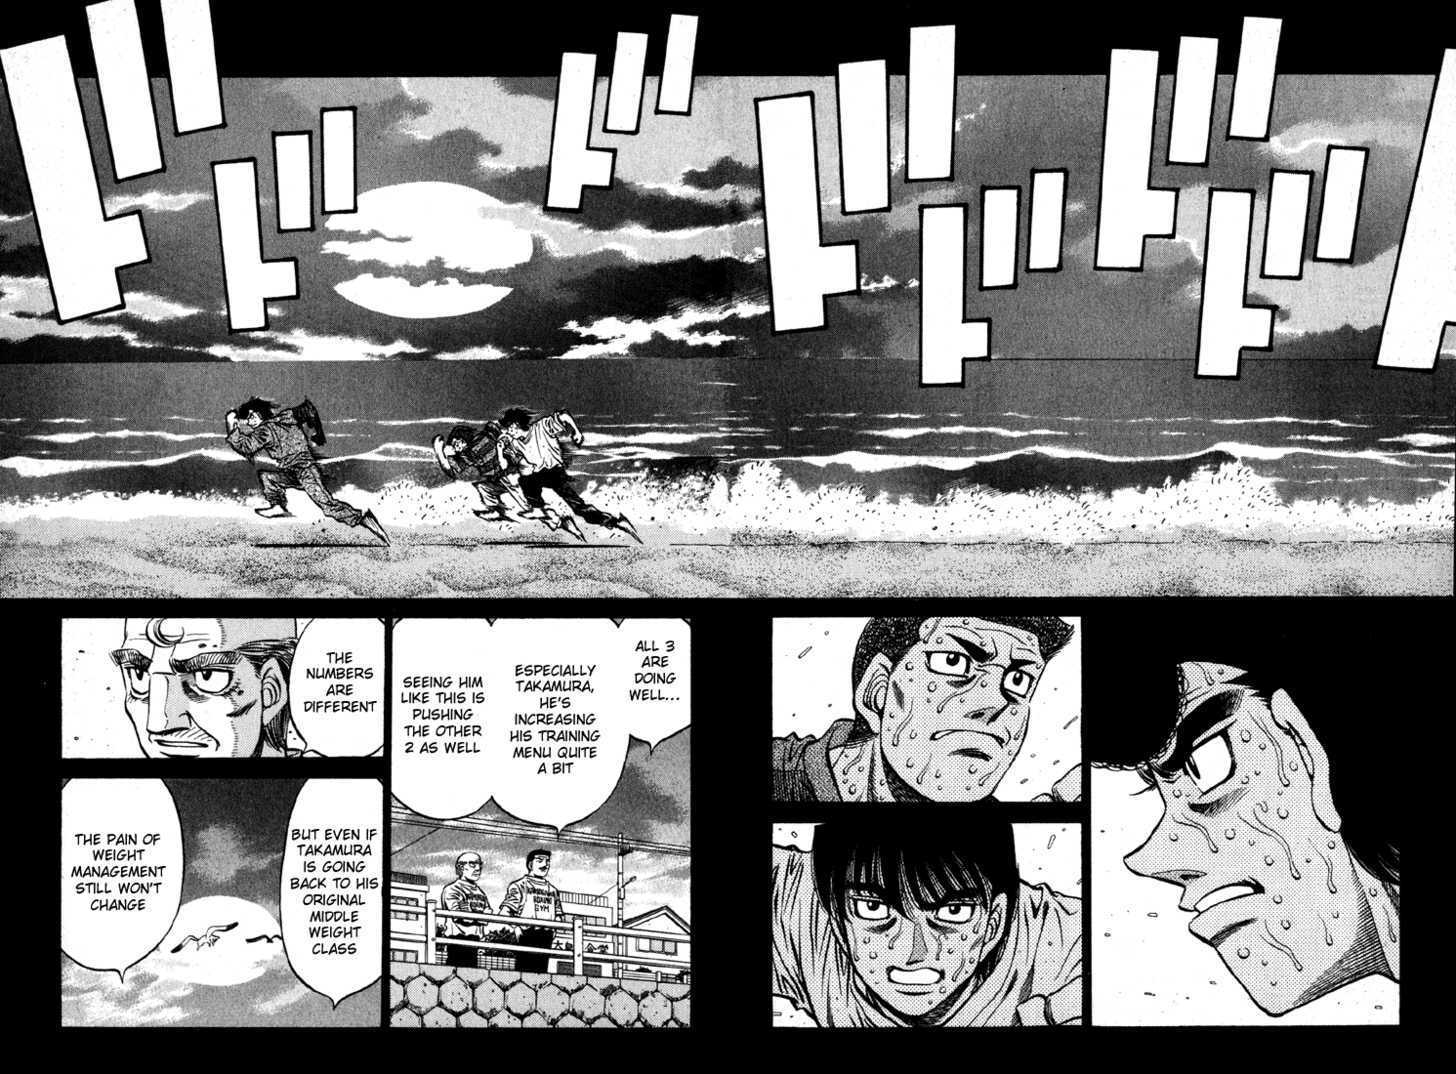 ドドドドドドドド
ALL 3
ARE
DOING
WELL...
ESPECIALLY
TAKAMURA,
HE'S
INCREASING
HIS TRAINING
MENU QUITE
A BIT
SEEING HIM
LIKE THIS IS
PUSHING
THE OTHER
2 AS WELL
BOXING
GYM
THE
NUMBERS
ARE
DIFFERENT
BUT EVEN IF
TAKAMURA
IS GOING
BACK TO HIS
ORIGINAL
MIDDLE
WEIGHT
CLASS
THE PAIN OF
WEIGHT
MANAGEMENT
STILL WON'T
CHANGE